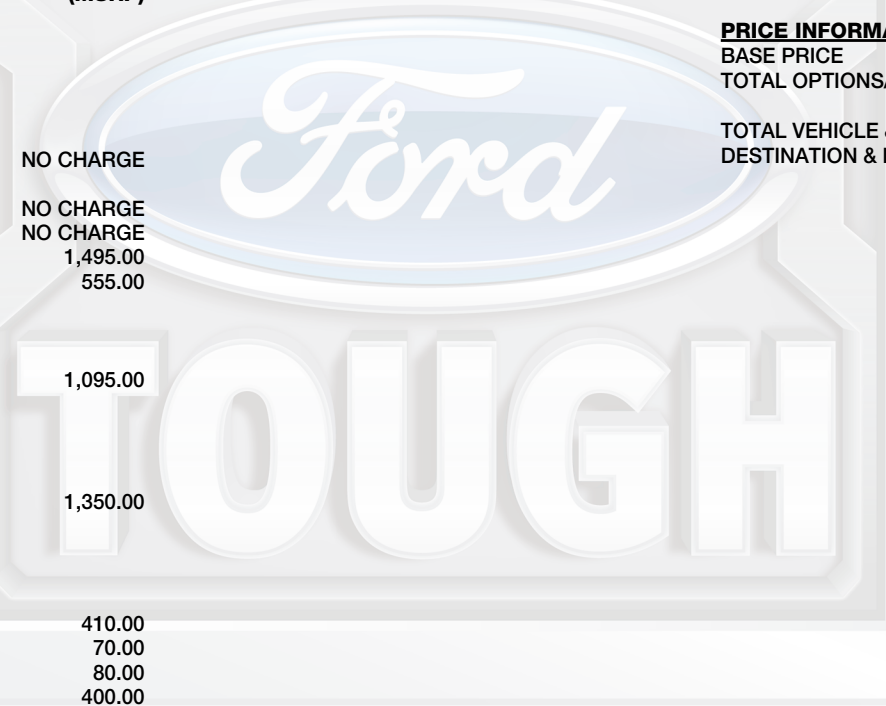 PRICE INFORMA
BASE PRICE
TOTAL OPTIONS
TOTAL VEHICLE
DESTINATION &
NO CHARGE
NO CHARGE
NO CHARGE
1,495.00
555.00
1,095.00
1,350.00
410.00
70.00
80.00
400.00
Ford
TOUGH